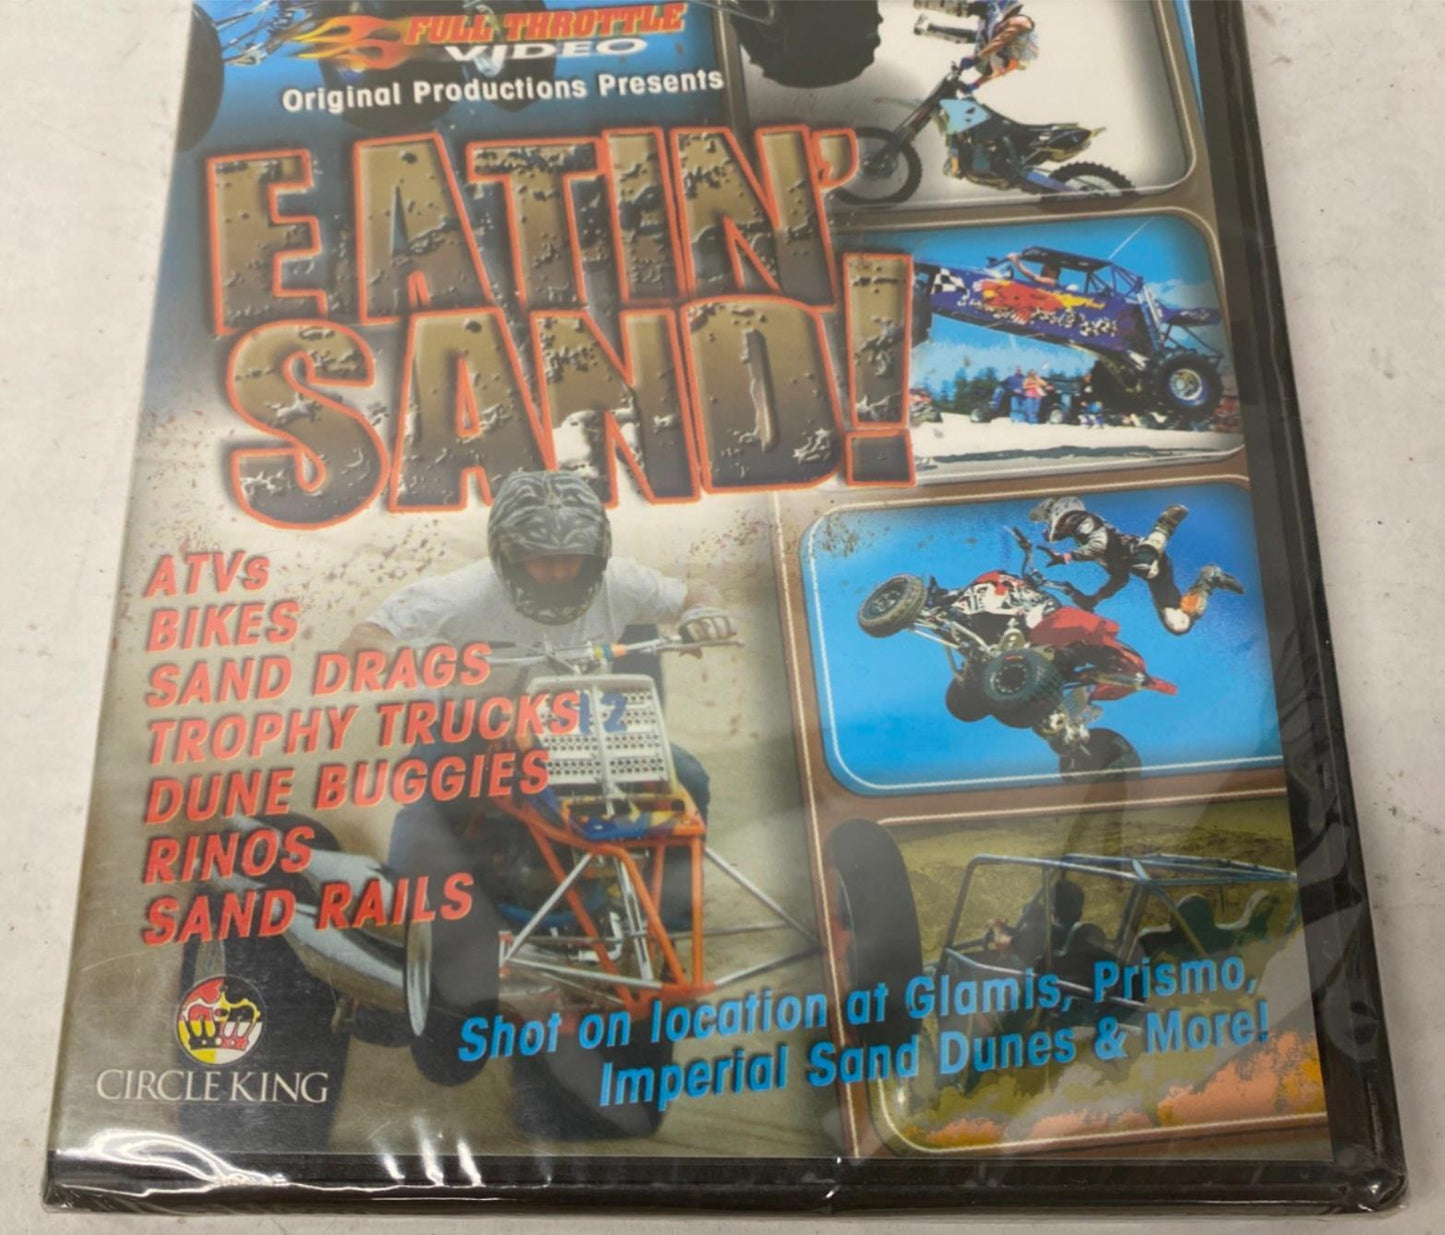 FULL THROTTLE
VIDEO
Original Productions Presents
EATIN'
SAND!
ATVs
BIKES
SAND DRAGS
TROPHY TRUCKS
DUNE BUGGIES
RINOS
SAND RAILS
12
Shot on location at Glamis, Prismo,
Imperial Sand Dunes & More!
CIRCLE KING